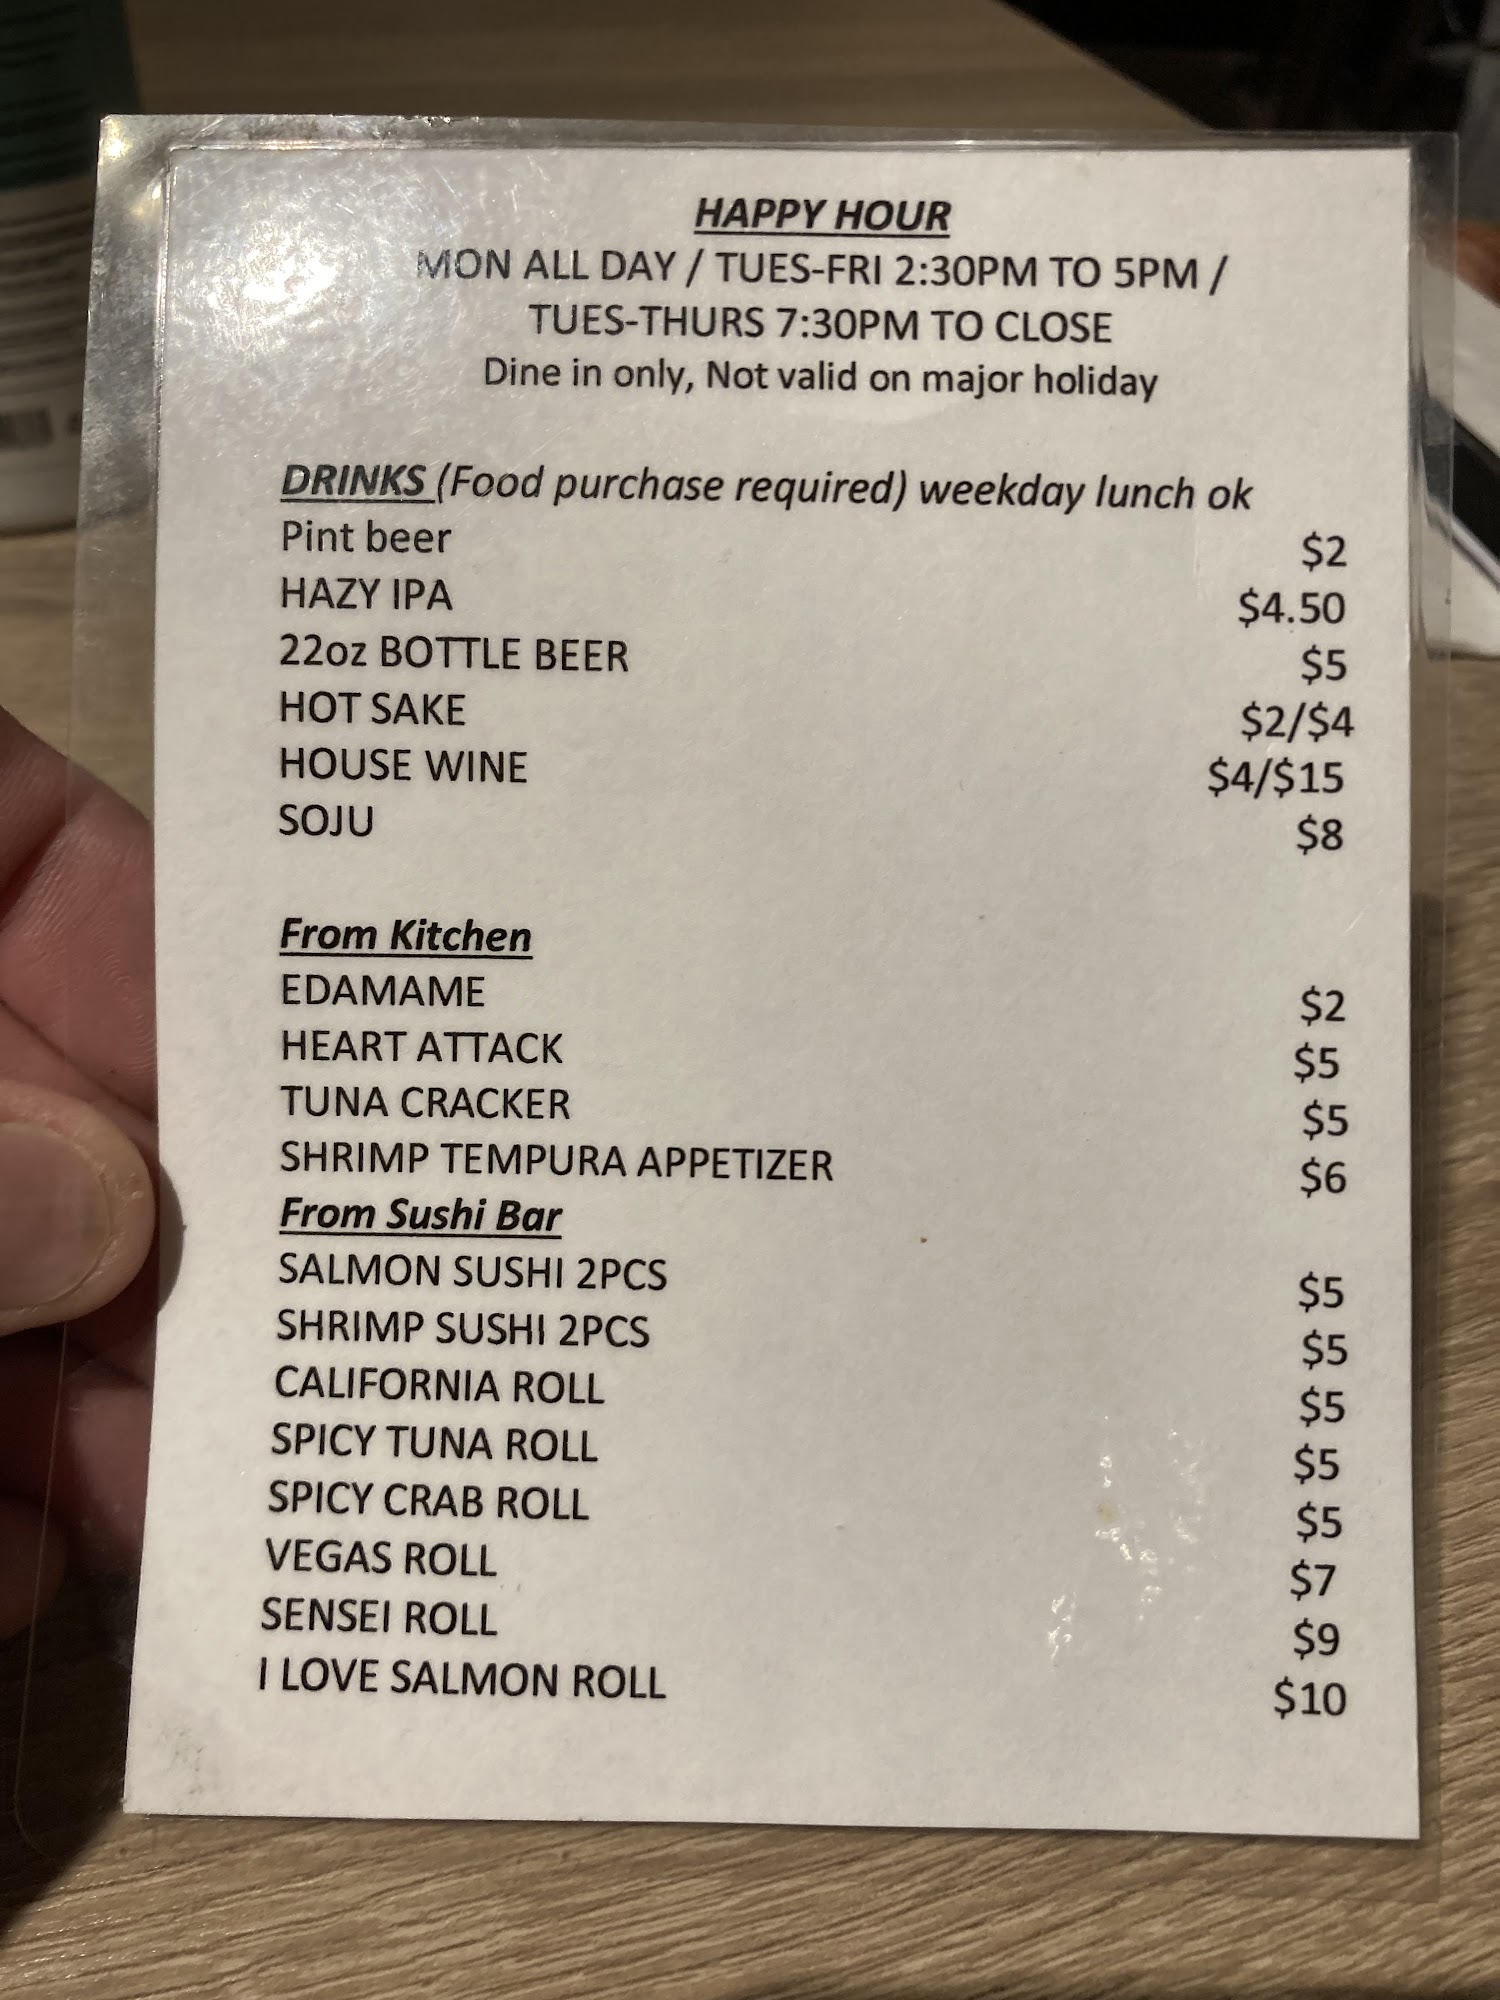 HAPPY HOUR
MON ALL DAY / TUES-FRI 2:30PM TO 5PM /
TUES-THURS 7:30PM TO CLOSE
Dine in only, Not valid on major holiday
DRINKS (Food purchase required) weekday lunch ok
Pint beer $2
HAZY IPA $4.50
22oz BOTTLE BEER $5
HOT SAKE $2/$4
HOUSE WINE $4/$15
SOJU $8
From Kitchen
EDAMAME $2
HEART ATTACK $5
TUNA CRACKER $5
SHRIMP TEMPURA APPETIZER $6
From Sushi Bar
SALMON SUSHI 2PCS $5
SHRIMP SUSHI 2PCS $5
CALIFORNIA ROLL $5
SPICY TUNA ROLL $5
SPICY CRAB ROLL $5
VEGAS ROLL $7
SENSEI ROLL $9
I LOVE SALMON ROLL $10